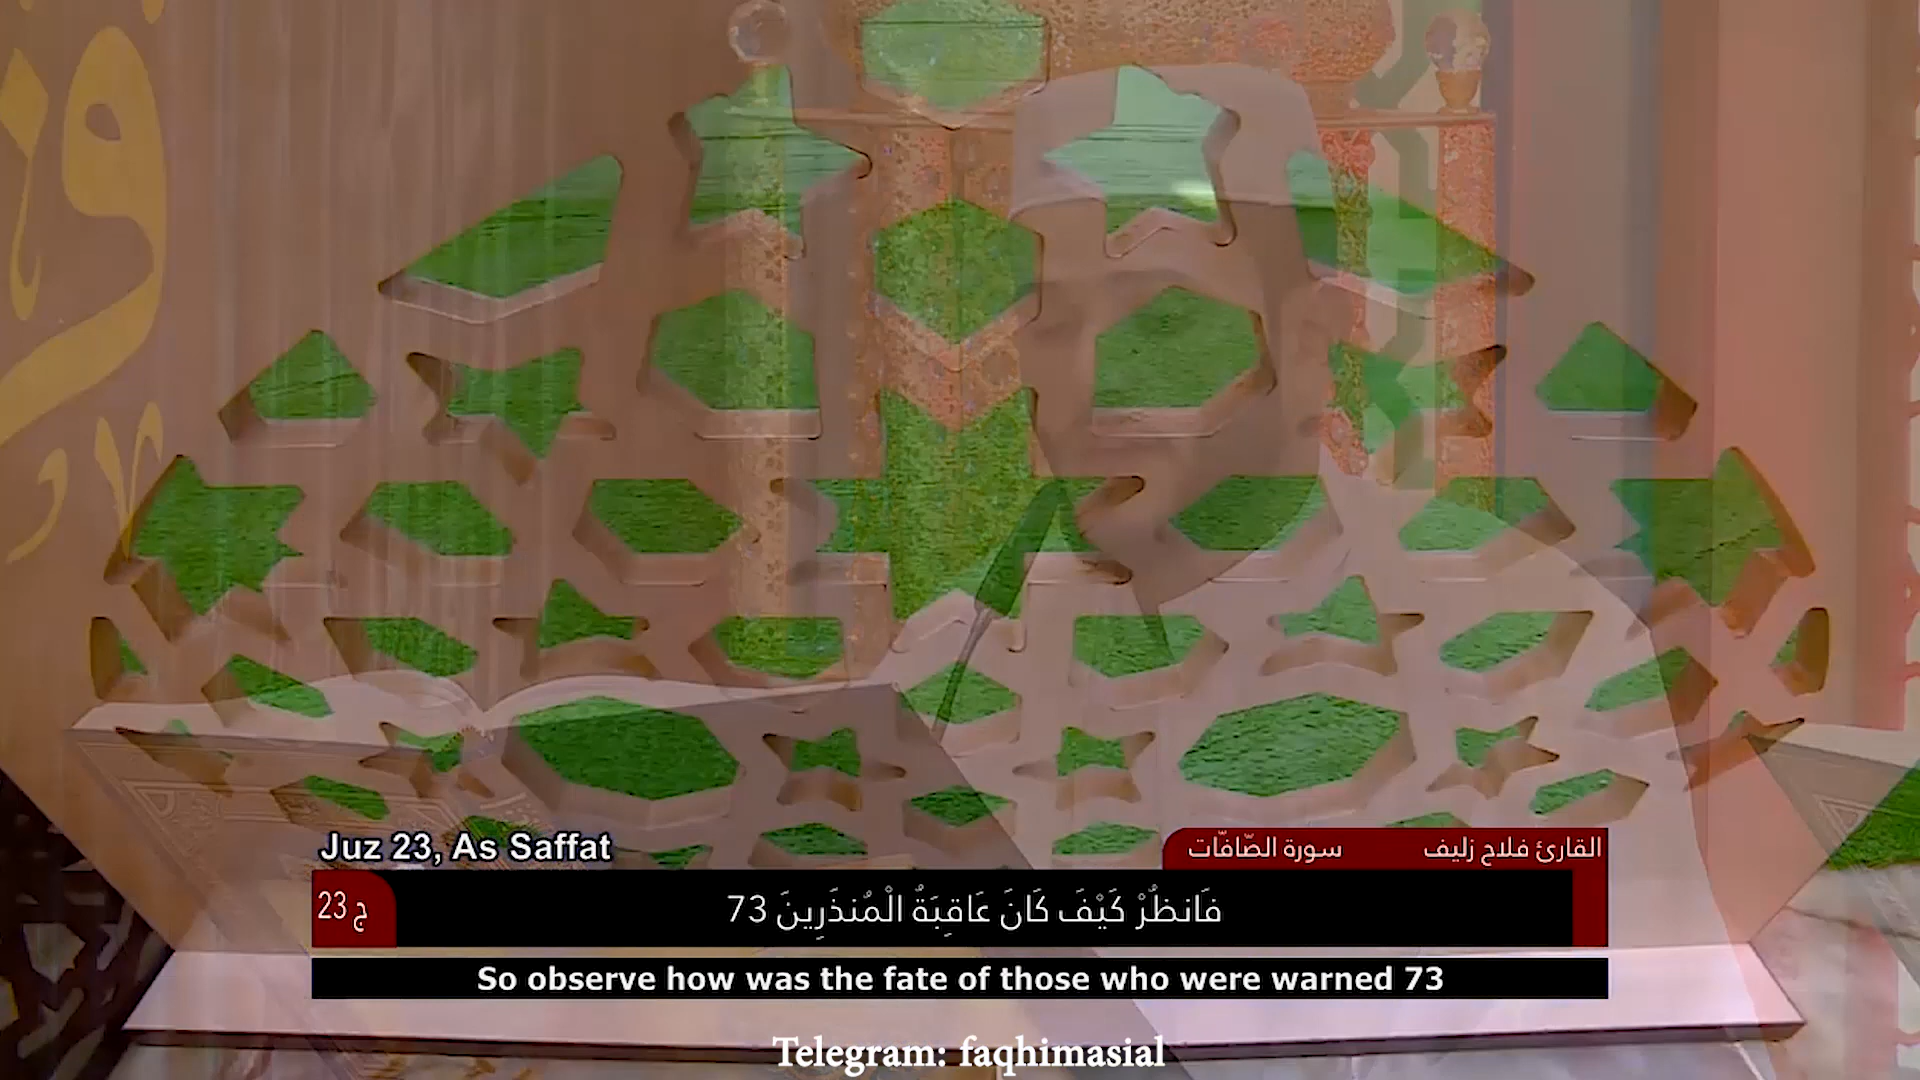 Juz 23, As Saffat
القارئ فلاح زليف سورة الصّافّات
ج 23
فَانظُرْ كَيْفَ كَانَ عَاقِبَةُ الْمُنذَرِينَ 73
So observe how was the fate of those who were warned 73
Telegram: faqhimasial